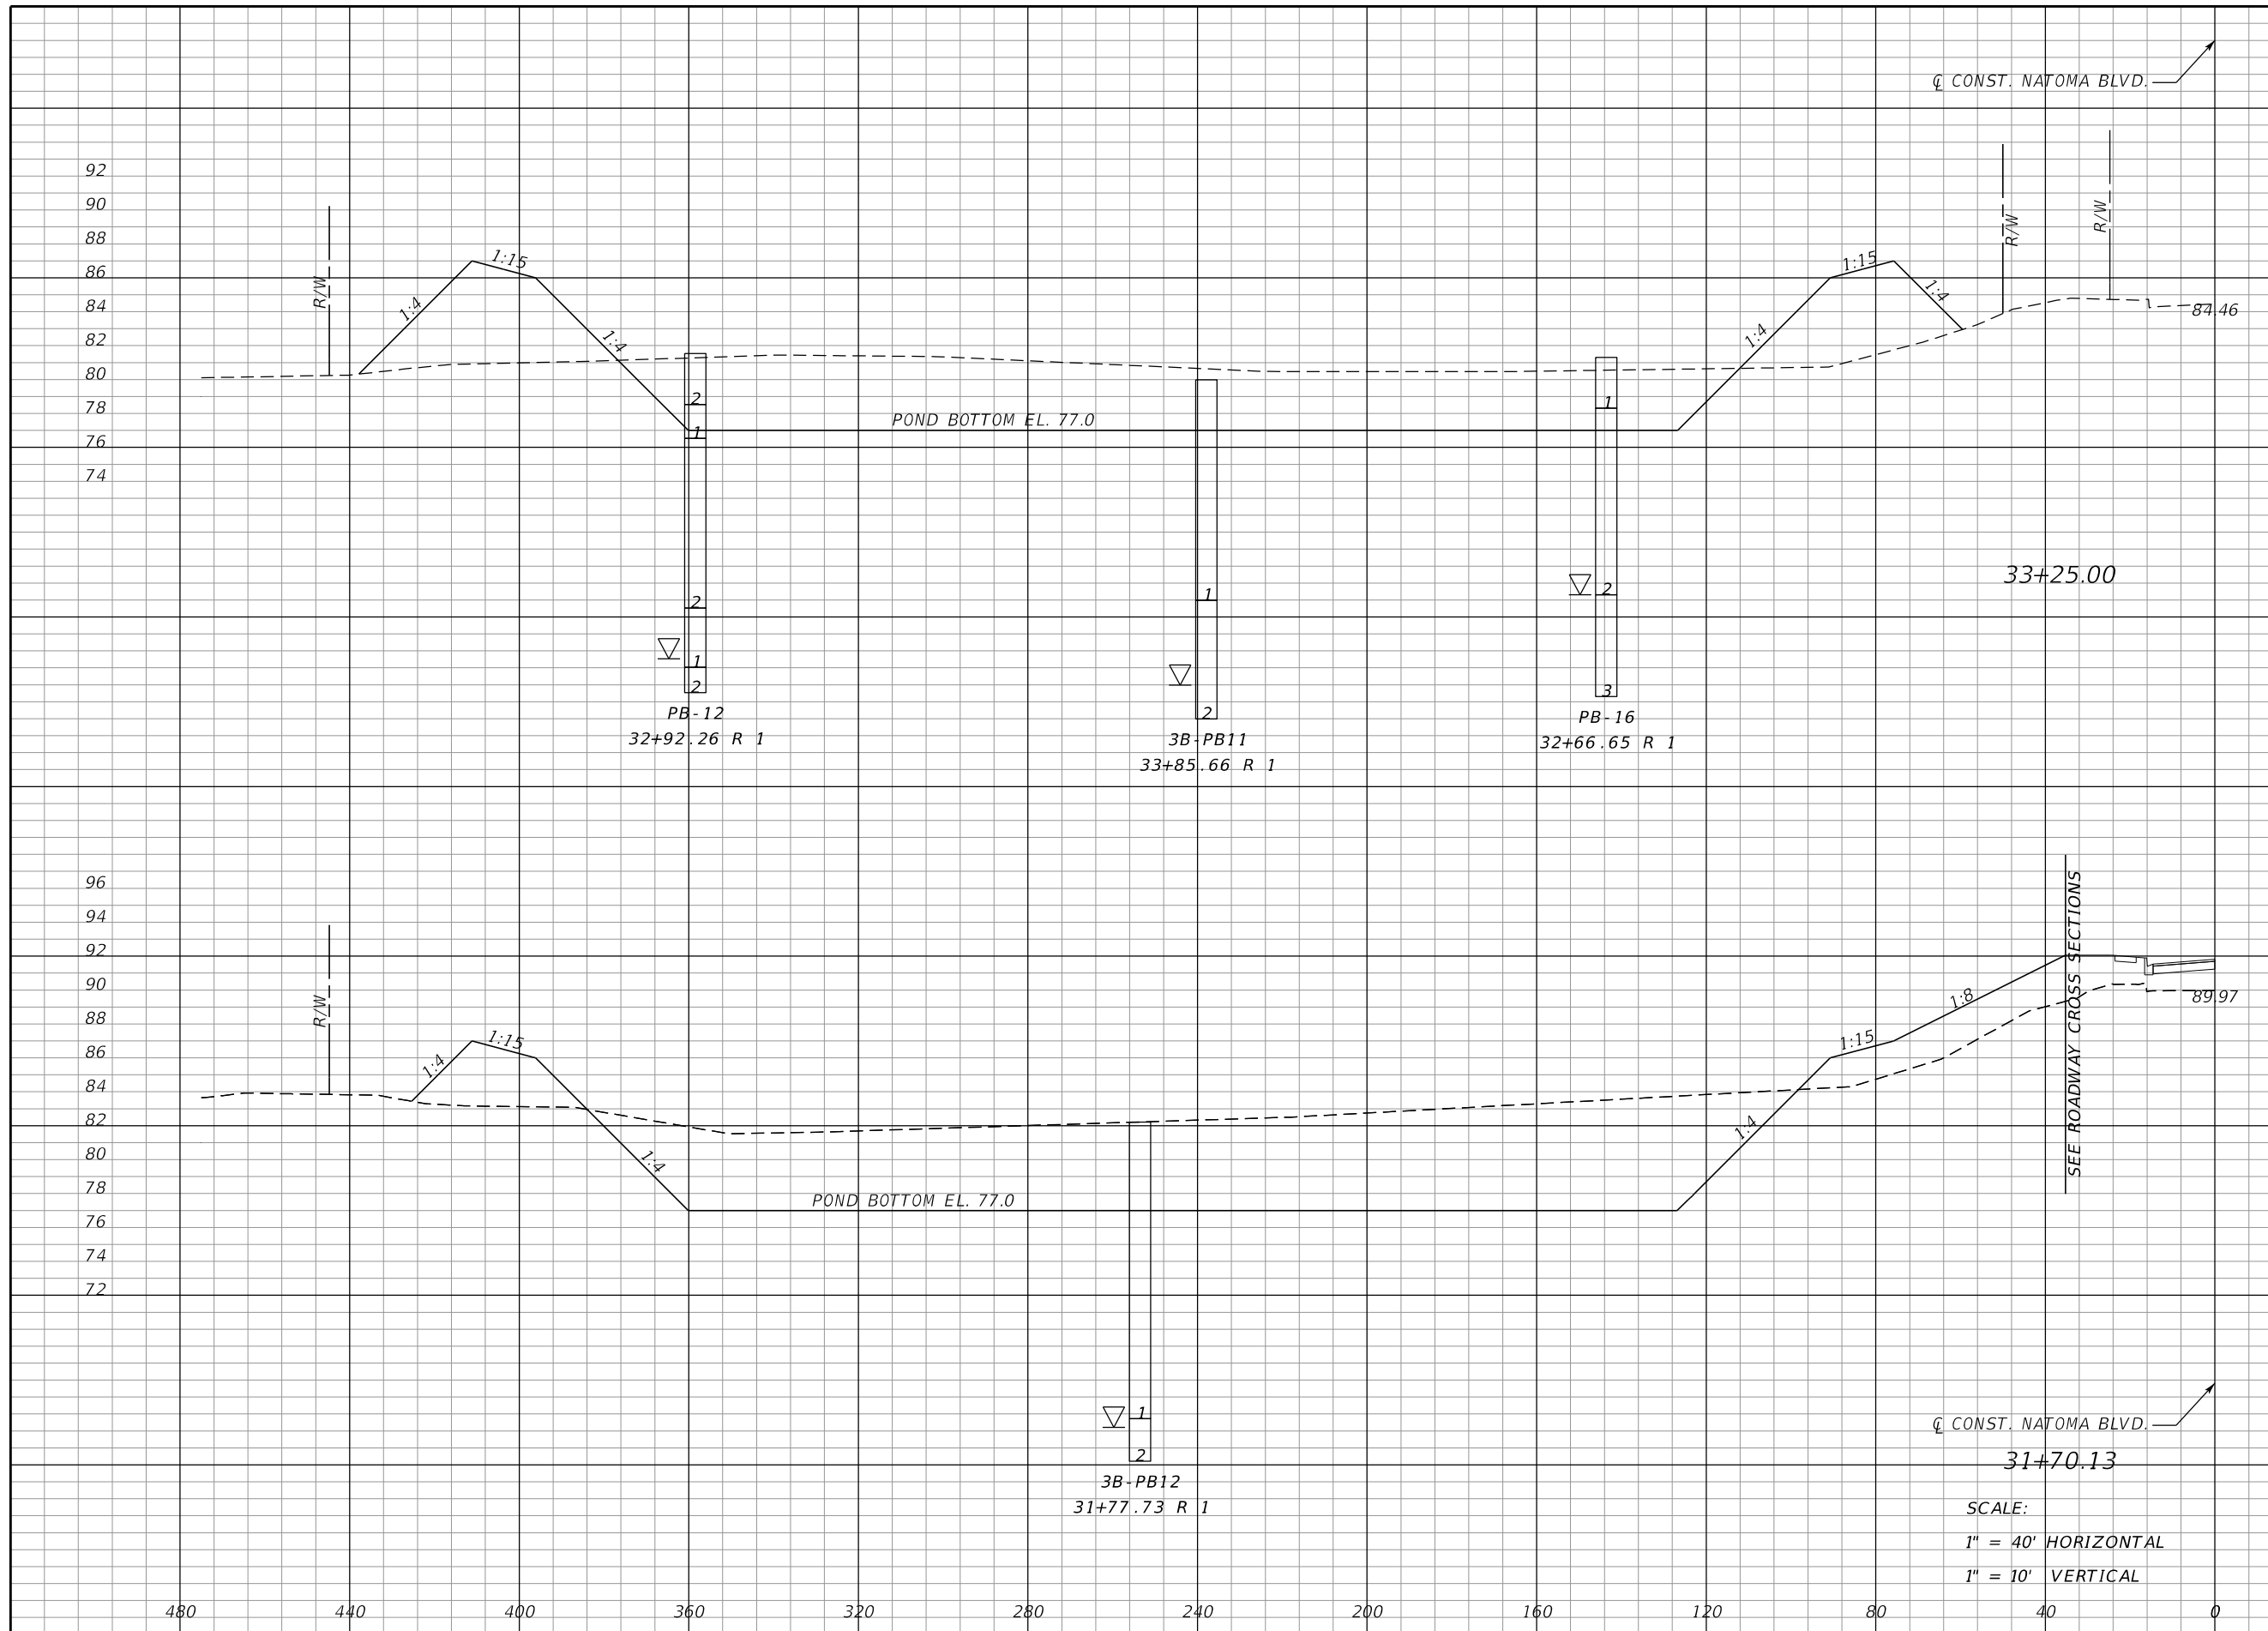 ℄ CONST. NATOMA BLVD.
92
90
88
86
84
82
80
78
76
74
R/W
1:4
1:15
1:4
POND BOTTOM EL. 77.0
1:4
1:15
1:4
R/W
R/W
84.46
33+25.00
2
1
2
1
2
PB-12
32+92.26 R 1
1
2
3B-PB11
33+85.66 R 1
1
2
3
PB-16
32+66.65 R 1
96
94
92
90
88
86
84
82
80
78
76
74
72
R/W
1:4
1:15
1:4
POND BOTTOM EL. 77.0
1:4
1:15
1:8
SEE ROADWAY CROSS SECTIONS
89.97
1
2
3B-PB12
31+77.73 R 1
℄ CONST. NATOMA BLVD.
31+70.13
SCALE:
1" = 40' HORIZONTAL
1" = 10' VERTICAL
480 440 400 360 320 280 240 200 160 120 80 40 0